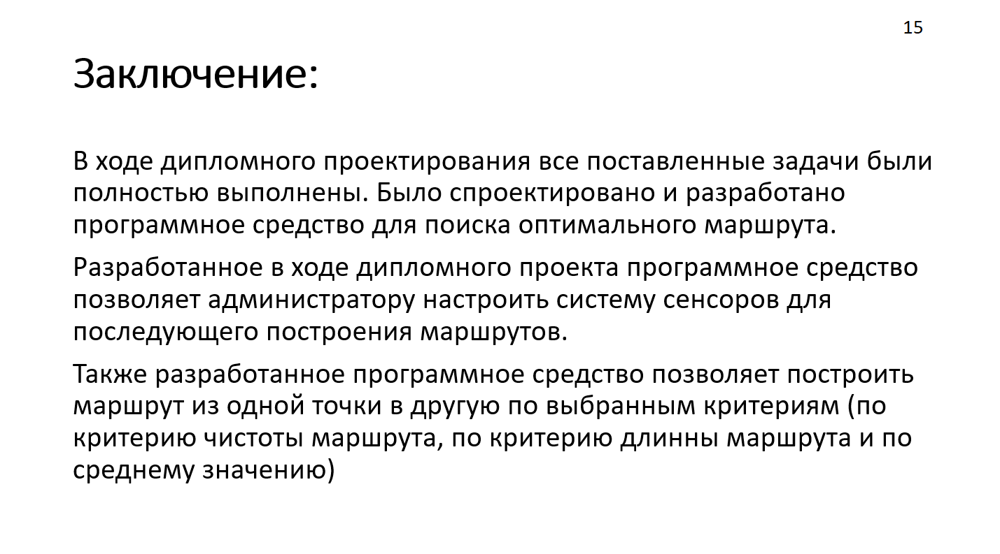 15
Заключение:
В ходе дипломного проектирования все поставленные задачи были
полностью выполнены. Было спроектировано и разработано
программное средство для поиска оптимального маршрута.
Разработанное в ходе дипломного проекта программное средство
позволяет администратору настроить систему сенсоров для
последующего построения маршрутов.
Также разработанное программное средство позволяет построить
маршрут из одной точки в другую по выбранным критериям (по
критерию чистоты маршрута, по критерию длинны маршрута и по
среднему значению)